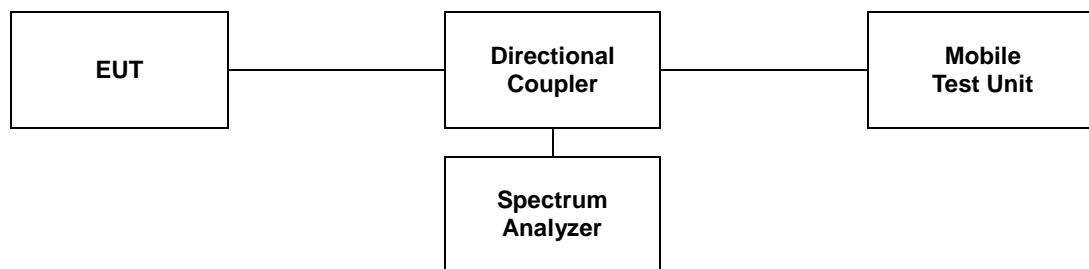 EUT
Directional
Coupler
Mobile
Test Unit
Spectrum
Analyzer